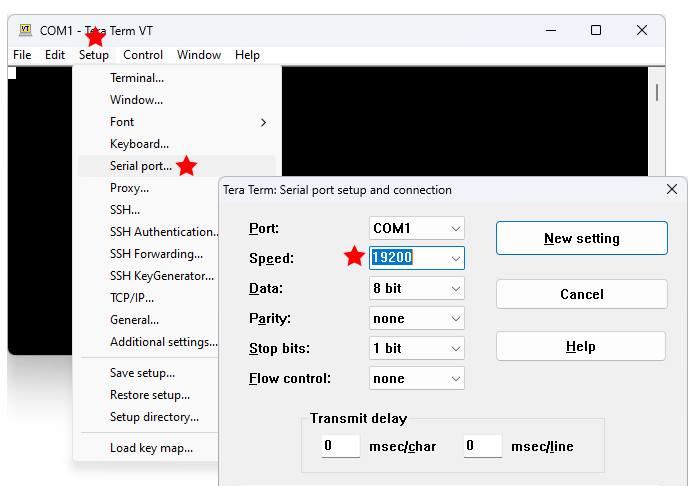 COM1 - Tera Term VT
File Edit Setup Control Window Help
Terminal...
Window...
Font
Keyboard...
Serial port...
Proxy...
SSH...
SSH Authentication..
SSH Forwarding...
SSH KeyGenerator...
TCP/IP...
General...
Additional settings...
Save setup...
Restore setup...
Setup directory...
Load key map...
Tera Term: Serial port setup and connection
Port: COM1
New setting
Speed: 19200
Data: 8 bit
Cancel
Parity: none
Stop bits: 1 bit
Help
Flow control: none
Transmit delay
0 msec/char 0 msec/line